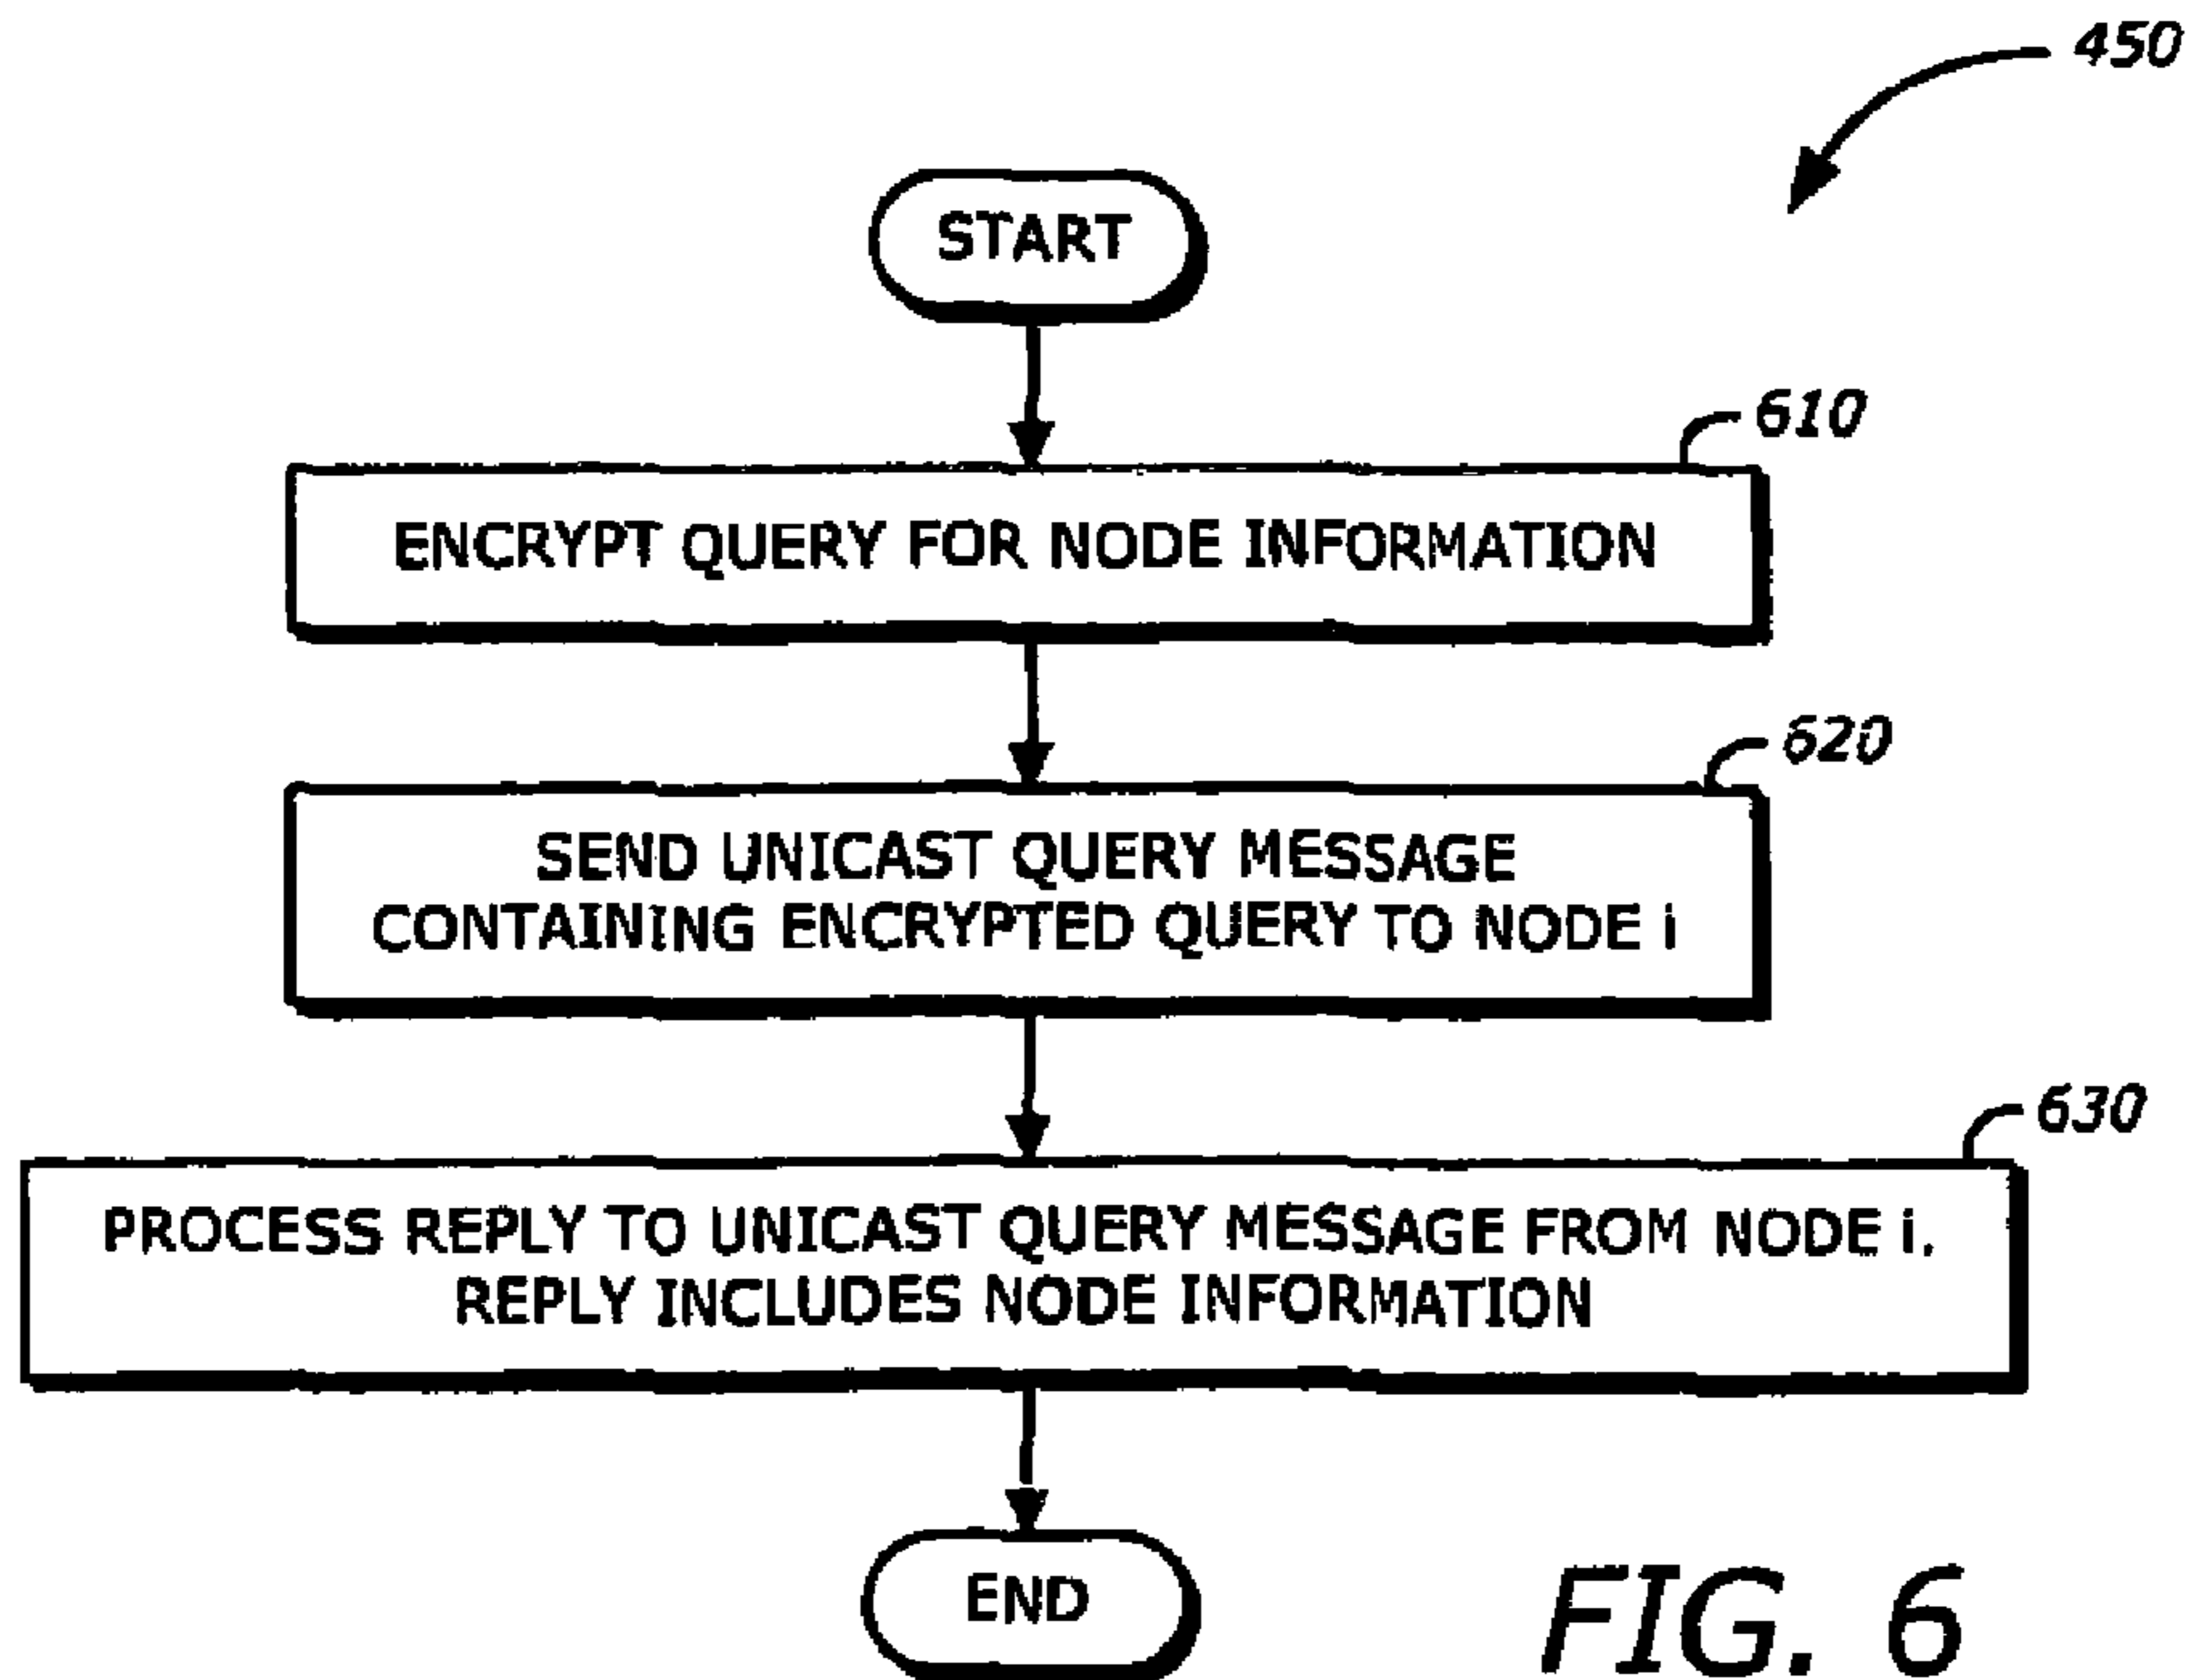 450
START
610
ENCRYPT QUERY FOR NODE INFORMATION
620
SEND UNICAST QUERY MESSAGE
CONTAINING ENCRYPTED QUERY TO NODE i
630
PROCESS REPLY TO UNICAST QUERY MESSAGE FROM NODE i.
REPLY INCLUDES NODE INFORMATION
END
FIG. 6